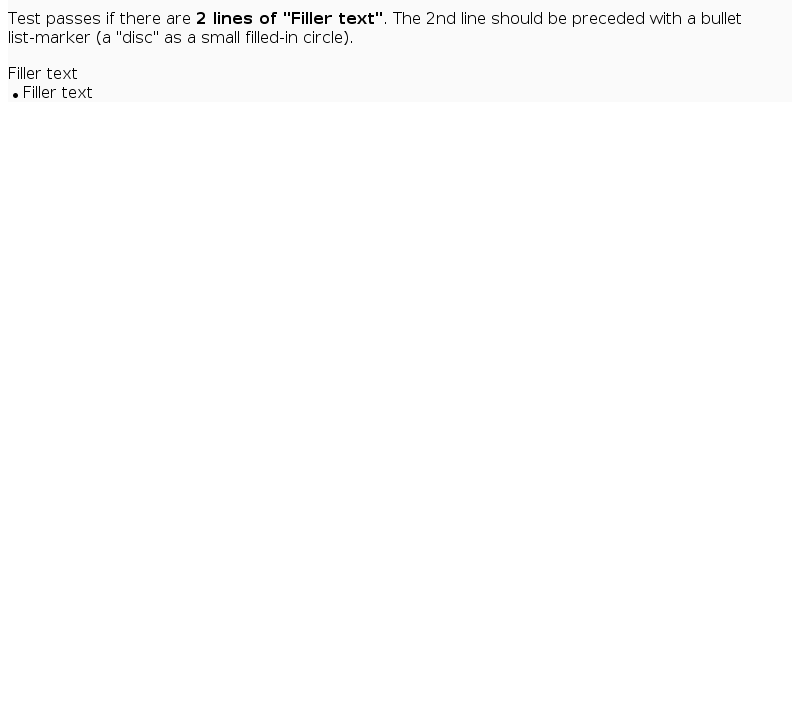 Test passes if there are 2 lines of "Filler text". The 2nd line should be preceded with a bullet
list-marker (a "disc" as a small filled-in circle).
Filler text
• Filler text